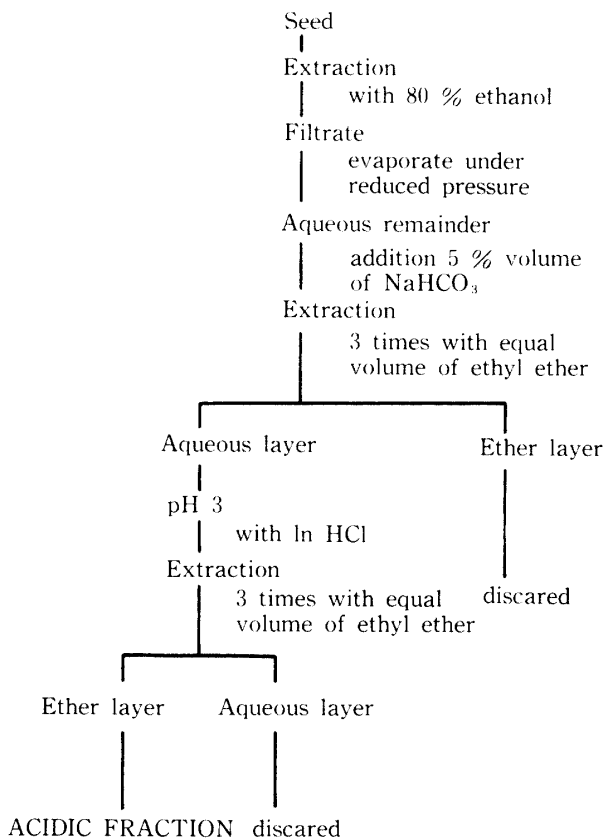 Seed
Extraction
with 80 % ethanol
Filtrate
evaporate under
reduced pressure
Aqueous remainder
addition 5 % volume
of NaHCO₃
Extraction
3 times with equal
volume of ethyl ether
Aqueous layer
Ether layer
pH 3
with ln HCl
Extraction
3 times with equal
volume of ethyl ether
discared
Ether layer
Aqueous layer
ACIDIC FRACTION
discared